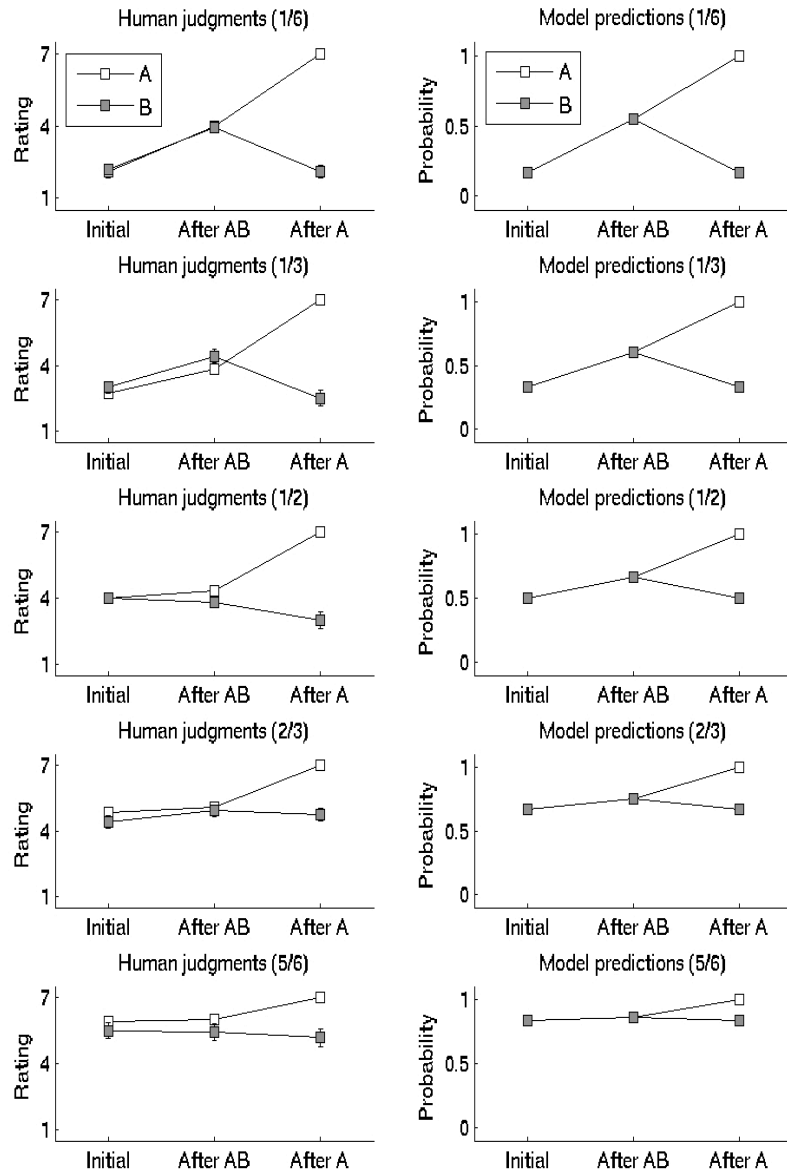 Human judgments (1/6)
Rating
7
4
1
A
B
Initial After AB After A
Model predictions (1/6)
Probability
1
0.5
0
A
B
Initial After AB After A
Human judgments (1/3)
Rating
7
4
1
Initial After AB After A
Model predictions (1/3)
Probability
1
0.5
0
Initial After AB After A
Human judgments (1/2)
Rating
7
4
1
Initial After AB After A
Model predictions (1/2)
Probability
1
0.5
0
Initial After AB After A
Human judgments (2/3)
Rating
7
4
1
Initial After AB After A
Model predictions (2/3)
Probability
1
0.5
0
Initial After AB After A
Human judgments (5/6)
Rating
7
4
1
Initial After AB After A
Model predictions (5/6)
Probability
1
0.5
0
Initial After AB After A